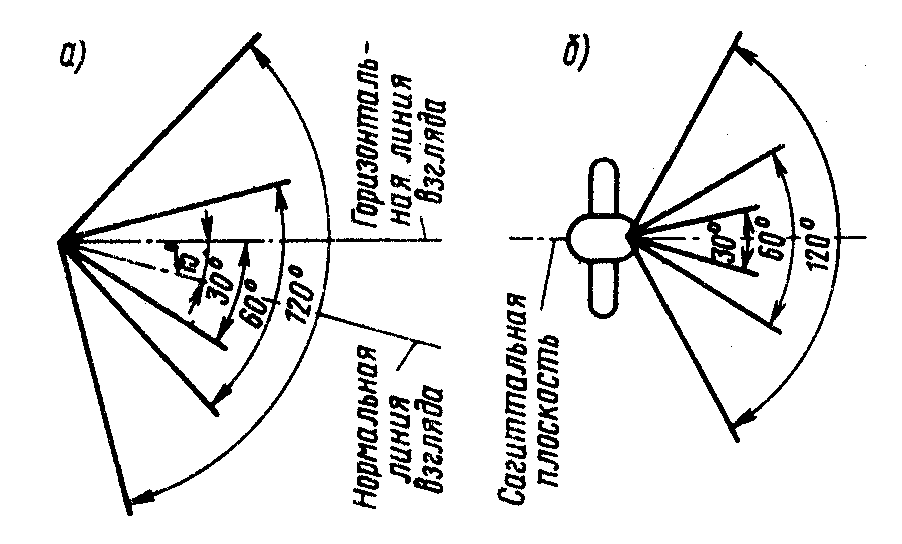 а)
Горизонталь-
ная линия
взгляда
15°
30°
60°
120°
Нормальная
линия
взгляда
б)
30°
60°
120°
Сагиттальная
плоскость